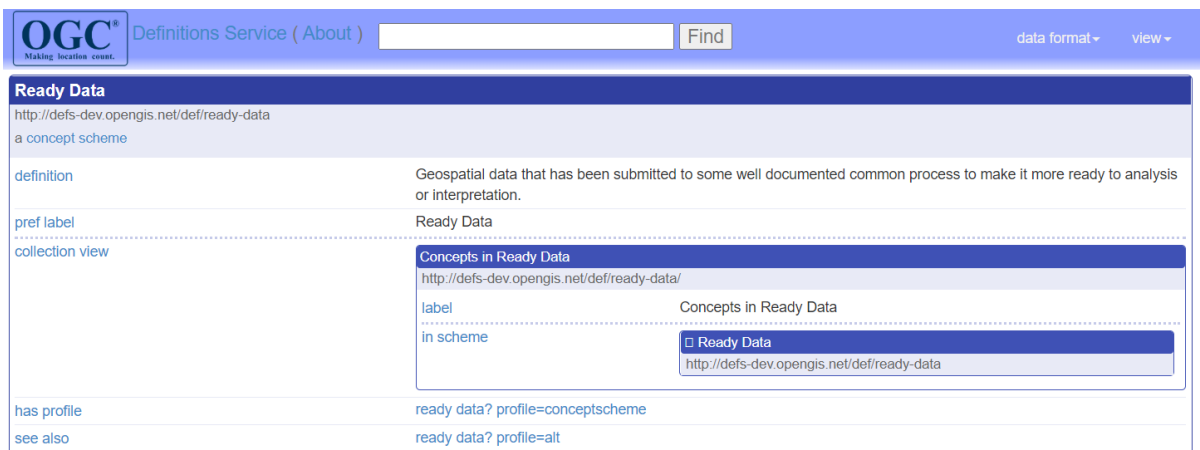 OGC®
Making location count.
Definitions Service ( About )
Find
data format
view
Ready Data
http://defs-dev.opengis.net/def/ready-data
a concept scheme
definition
Geospatial data that has been submitted to some well documented common process to make it more ready to analysis
or interpretation.
pref label
Ready Data
collection view
Concepts in Ready Data
http://defs-dev.opengis.net/def/ready-data/
label
Concepts in Ready Data
in scheme
Ready Data
http://defs-dev.opengis.net/def/ready-data
has profile
ready data? profile=conceptscheme
see also
ready data? profile=alt